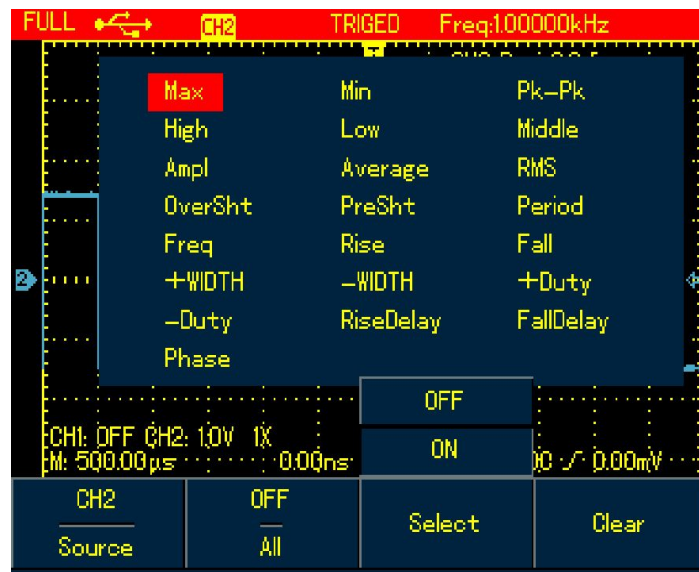 FULL CH2 TRIGED Freq:1.00000kHz
Max Min Pk-Pk
High Low Middle
Ampl Average RMS
OverSht PreSht Period
Freq Rise Fall
2 +WIDTH -WIDTH +Duty
-Duty RiseDelay FallDelay
Phase
OFF
CH1: OFF CH2: 1.0V 1X ON
M: 500.00μs 0.00ns 0.00mV
CH2 OFF Select Clear
Source All